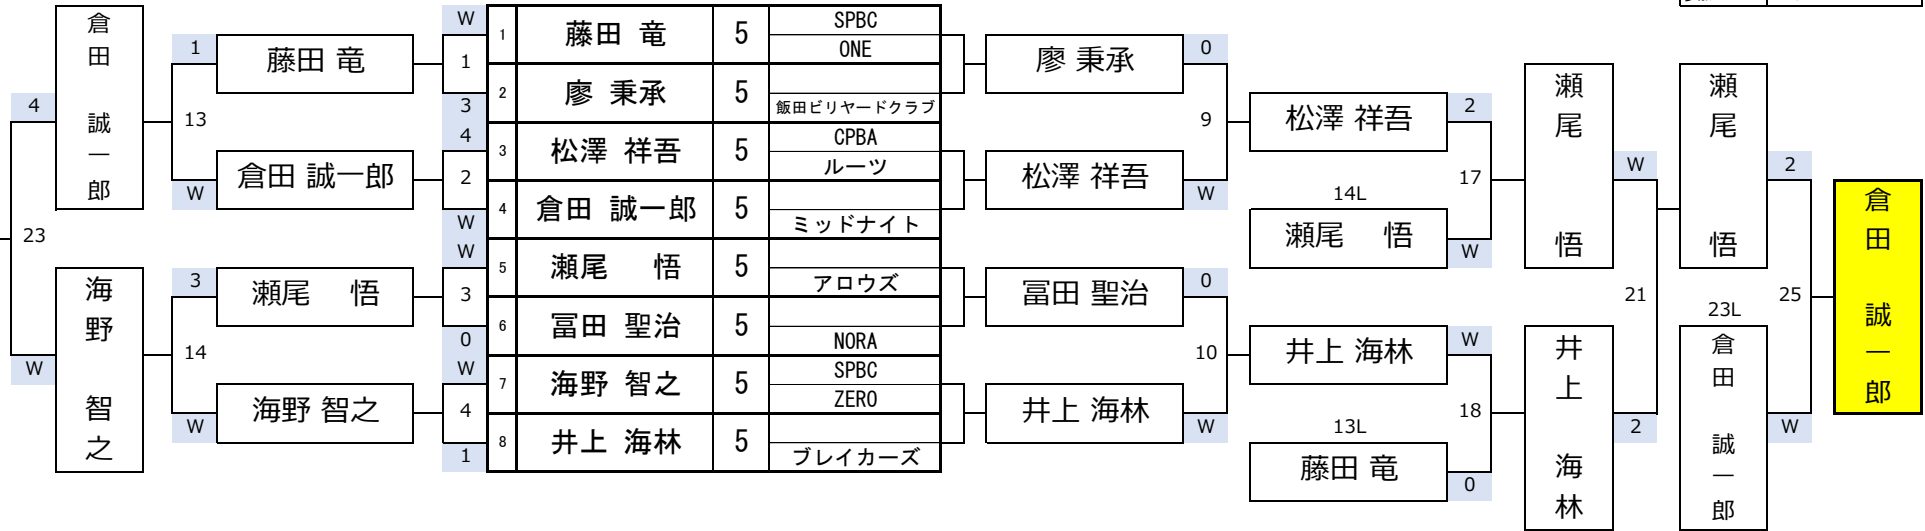 倉田 誠一郎
4
23
W
海野 智之
1
藤田 竜
13
倉田 誠一郎
W
3
瀬尾 悟
14
海野 智之
W
W
1
3
4
2
W
W
3
0
W
4
1
1 藤田 竜 5 SPBC
ONE
2 廖 秉承 5
飯田ビリヤードクラブ
3 松澤 祥吾 5 CPBA
ルーツ
4 倉田 誠一郎 5
ミッドナイト
5 瀬尾 悟 5
アロウズ
6 冨田 聖治 5
NORA
7 海野 智之 5 SPBC
ZERO
8 井上 海林 5
ブレイカーズ
廖 秉承
0
9
松澤 祥吾
W
冨田 聖治
0
10
井上 海林
W
松澤 祥吾
2
17
14L
瀬尾 悟
W
井上 海林
W
18
13L
藤田 竜
0
瀬尾 悟
W
21
井上 海林
2
瀬尾 悟
2
25
23L
倉田 誠一郎
W
倉田 誠一郎